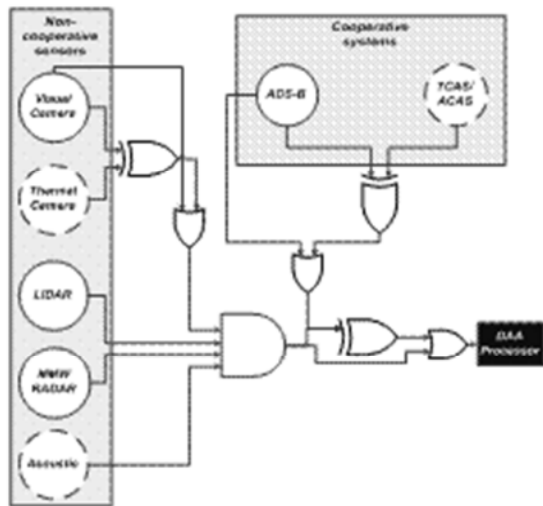 Non-
cooperative
sensors
Visual
Camera
Thermal
Camera
LIDAR
MMW
RADAR
Acoustic
Cooperative
systems
ADS-B
TCAS/
ACAS
DAA
Processor